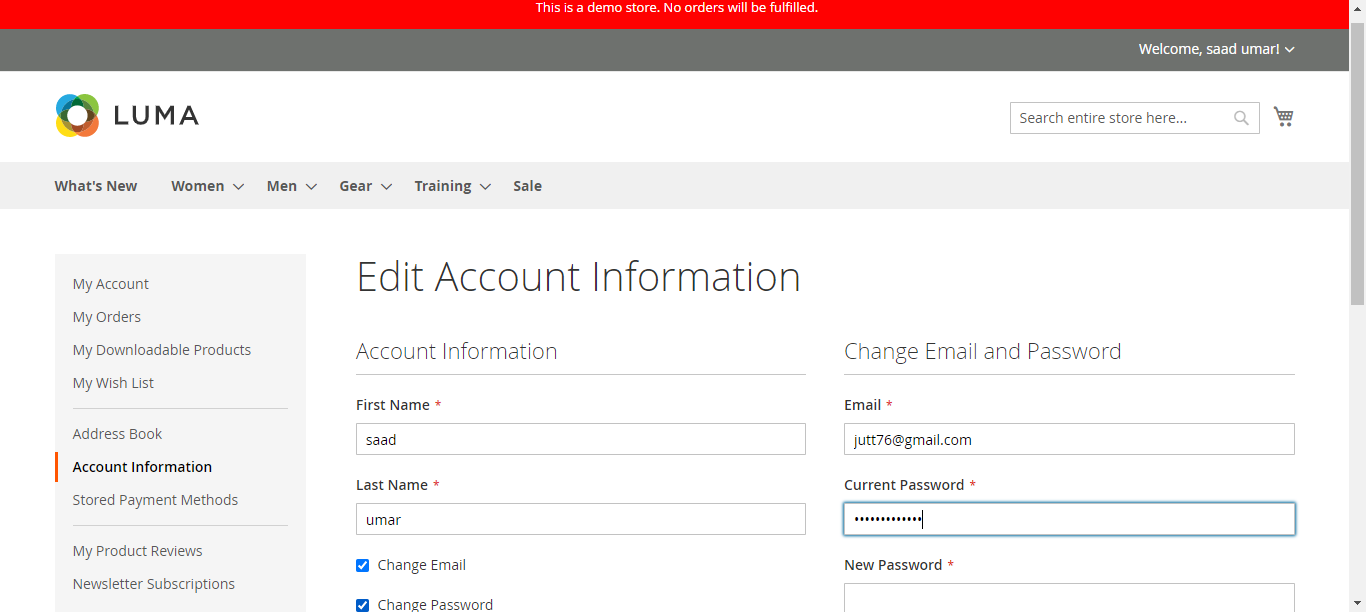 This is a demo store. No orders will be fulfilled.
Welcome, saad umar!
LUMA
Search entire store here...
What's New Women Men Gear Training Sale
My Account
My Orders
My Downloadable Products
My Wish List
Address Book
Account Information
Stored Payment Methods
My Product Reviews
Newsletter Subscriptions
Edit Account Information
Account Information
First Name *
saad
Last Name *
umar
Change Email
Change Password
Change Email and Password
Email *
jutt76@gmail.com
Current Password *
•••••••••••••
New Password *